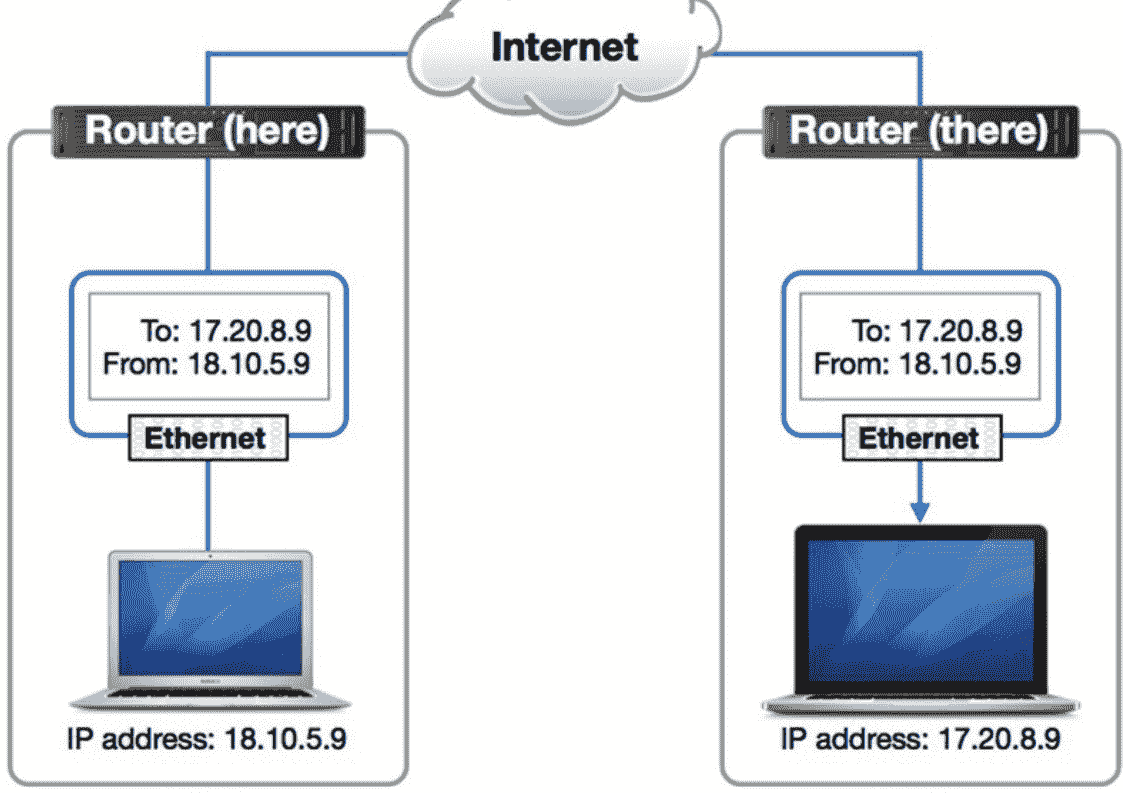 Internet
Router (here)
Router (there)
To: 17.20.8.9
From: 18.10.5.9
To: 17.20.8.9
From: 18.10.5.9
Ethernet
Ethernet
IP address: 18.10.5.9
IP address: 17.20.8.9